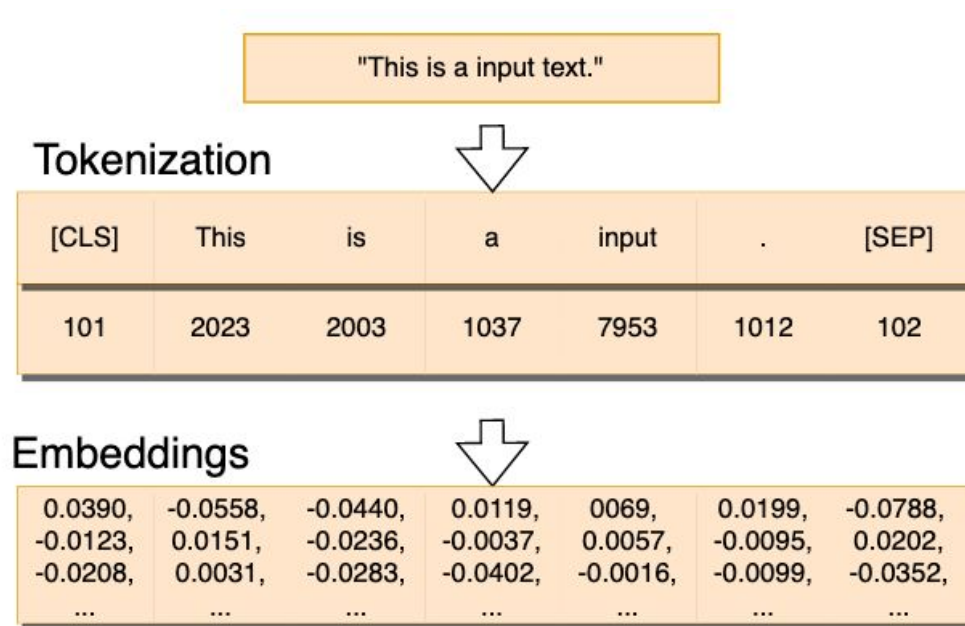 "This is a input text."
Tokenization
[CLS] This is a input . [SEP]
101 2023 2003 1037 7953 1012 102
Embeddings
0.0390, -0.0558, -0.0440, 0.0119, 0069, 0.0199, -0.0788,
-0.0123, 0.0151, -0.0236, -0.0037, 0.0057, -0.0095, 0.0202,
-0.0208, 0.0031, -0.0283, -0.0402, -0.0016, -0.0099, -0.0352,
... ... ... ... ... ... ...